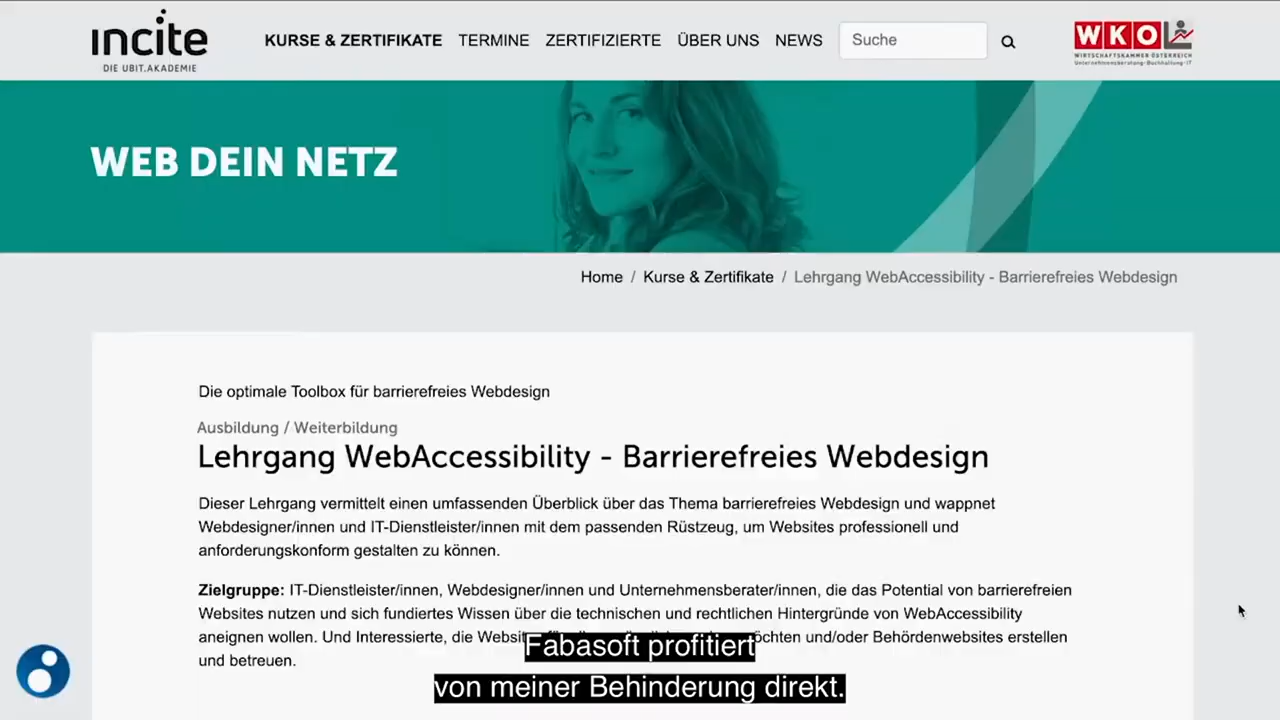 incite
DIE UBIT.AKADEMIE
KURSE & ZERTIFIKATE TERMINE ZERTIFIZIERTE ÜBER UNS NEWS Suche
WKO
WIRTSCHAFTSKAMMER ÖSTERREICH
Unternehmensberatung·Buchhaltung·IT
WEB DEIN NETZ
Home / Kurse & Zertifikate / Lehrgang WebAccessibility - Barrierefreies Webdesign
Die optimale Toolbox für barrierefreies Webdesign
Ausbildung / Weiterbildung
Lehrgang WebAccessibility - Barrierefreies Webdesign
Dieser Lehrgang vermittelt einen umfassenden Überblick über das Thema barrierefreies Webdesign und wappnet
Webdesigner/innen und IT-Dienstleister/innen mit dem passenden Rüstzeug, um Websites professionell und
anforderungskonform gestalten zu können.
Zielgruppe: IT-Dienstleister/innen, Webdesigner/innen und Unternehmensberater/innen, die das Potential von barrierefreien
Websites nutzen und sich fundiertes Wissen über die technischen und rechtlichen Hintergründe von WebAccessibility
aneignen wollen. Und Interessierte, die und/oder Behördenwebsites erstellen
und betreuen.
Fabasoft profitiert
von meiner Behinderung direkt.